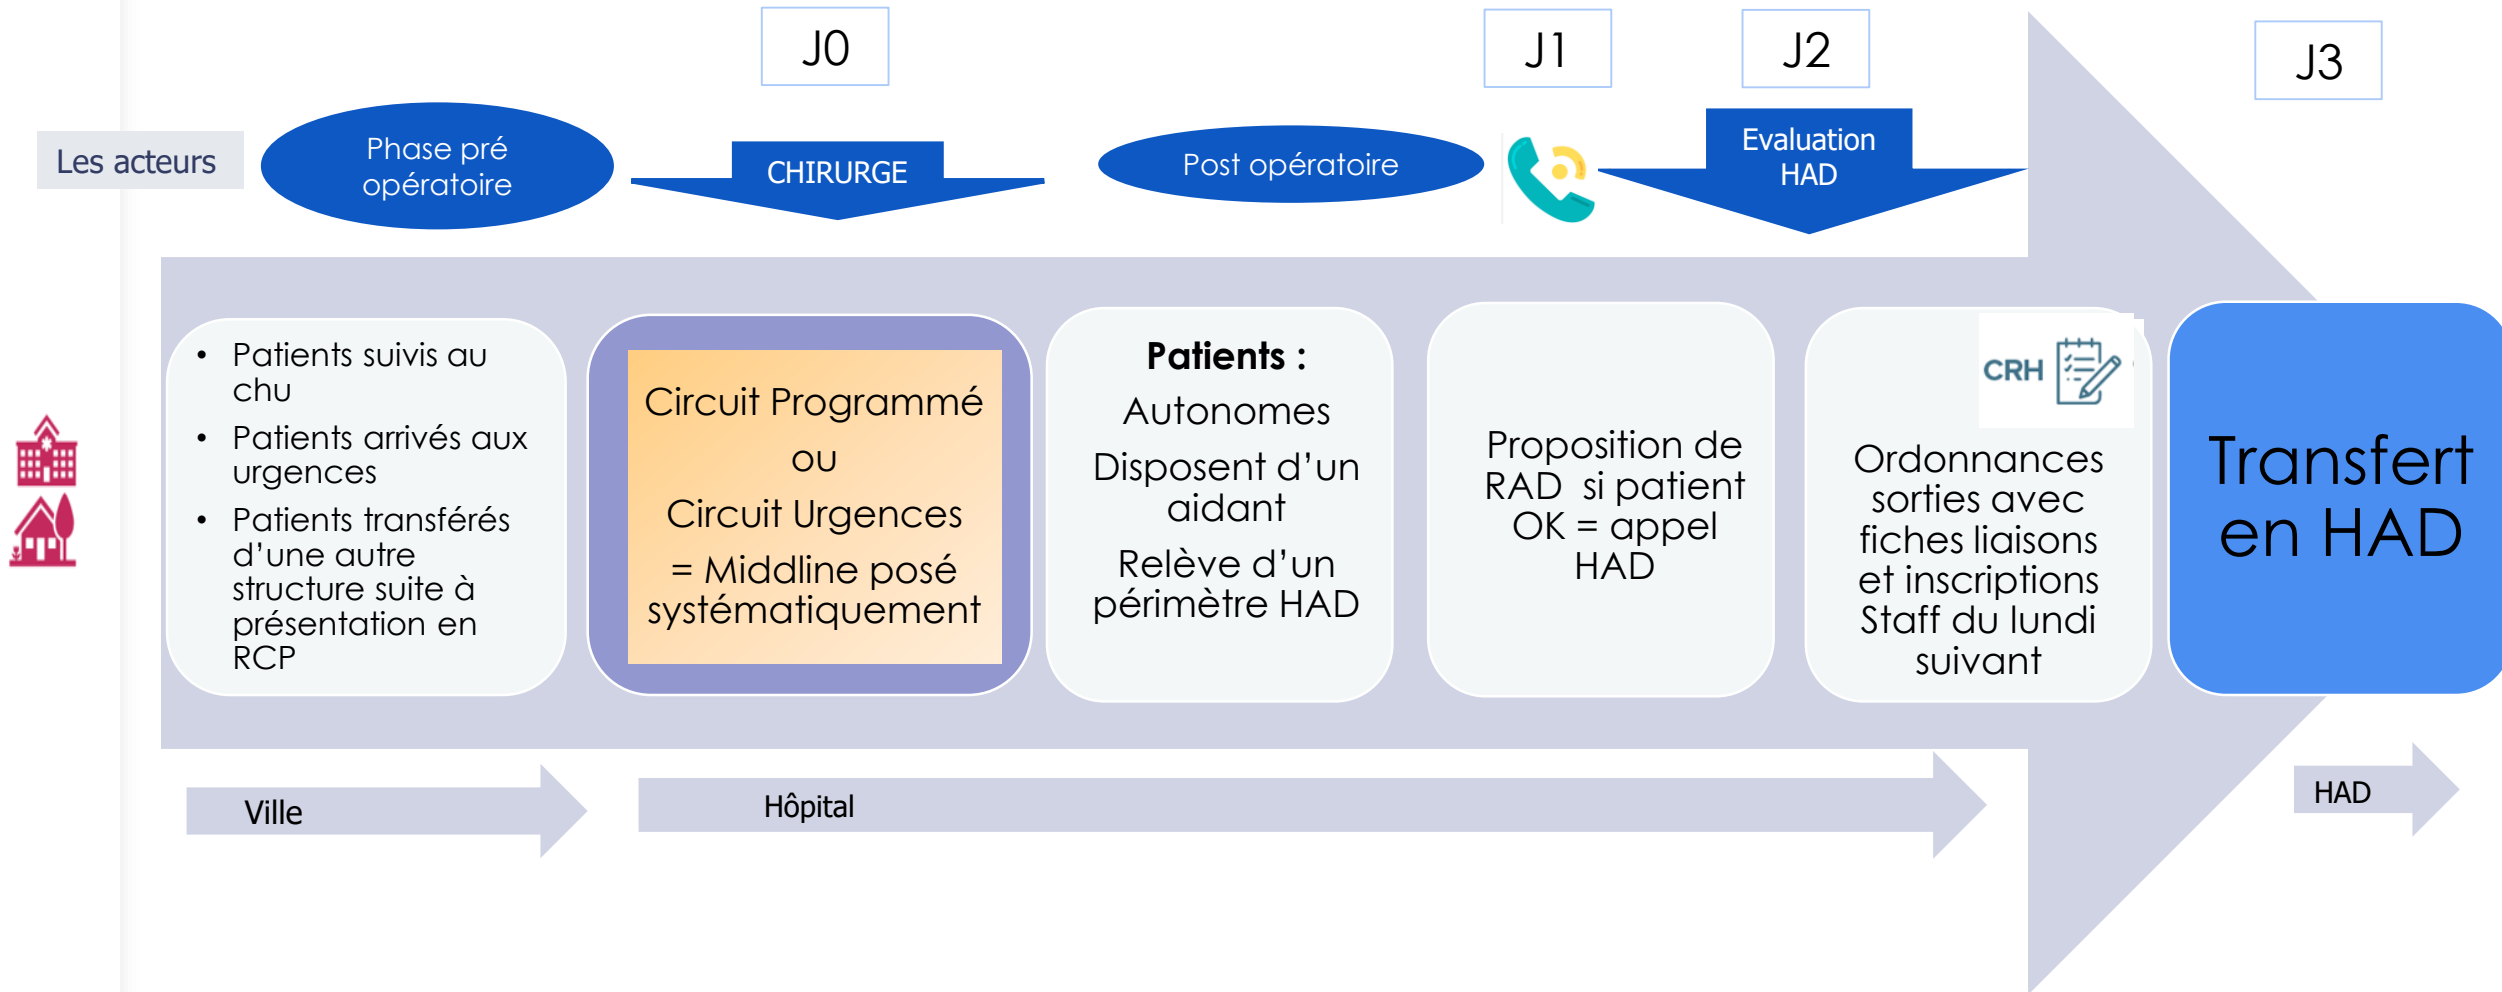 J0
J1
J2
J3
Les acteurs
Phase pré
opératoire
CHIRURGE
Post opératoire
Evaluation
HAD
• Patients suivis au
chu
• Patients arrivés aux
urgences
• Patients transférés
d’une autre
structure suite à
présentation en
RCP
Circuit Programmé
ou
Circuit Urgences
= Middline posé
systématiquement
Patients :
Autonomes
Disposent d’un
aidant
Relève d’un
périmètre HAD
Proposition de
RAD si patient
OK = appel
HAD
CRH
Ordonnances
sorties avec
fiches liaisons
et inscriptions
Staff du lundi
suivant
Transfert
en HAD
Ville
Hôpital
HAD